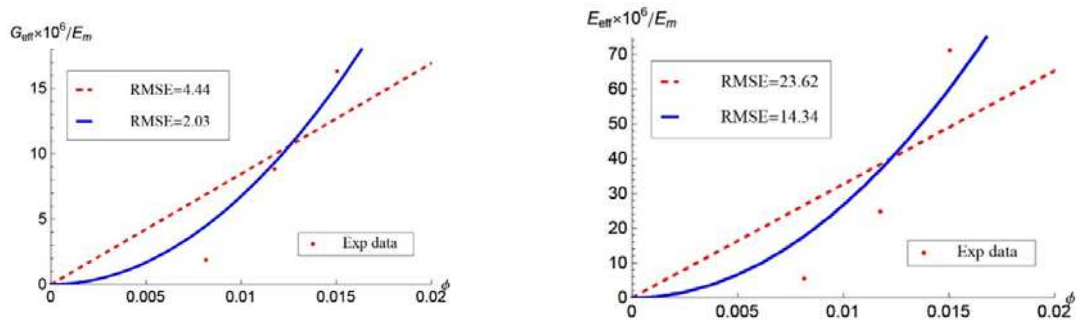 G_eff×10^6/E_m
15
10
5
0
RMSE=4.44
RMSE=2.03
Exp data
0 0.005 0.01 0.015 0.02 ϕ
E_eff×10^6/E_m
70
60
50
40
30
20
10
0
RMSE=23.62
RMSE=14.34
Exp data
0 0.005 0.01 0.015 0.02 ϕ